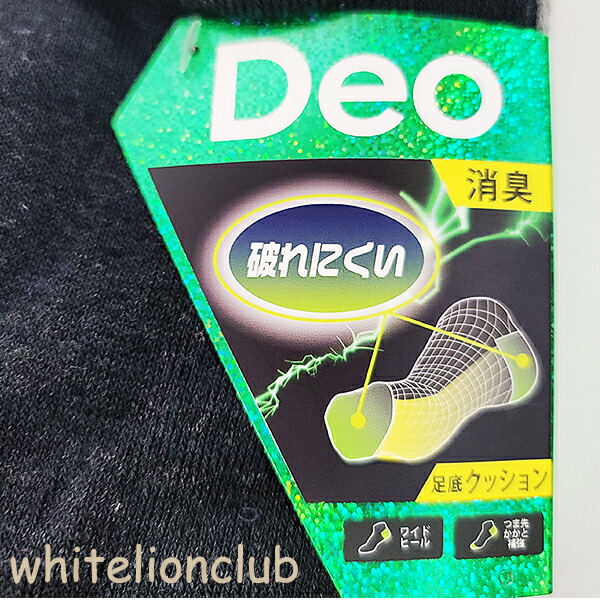 Deo
消臭
破れにくい
足底クッション
ワイド
ヒール
つま先
かかと
補強
whitelionclub